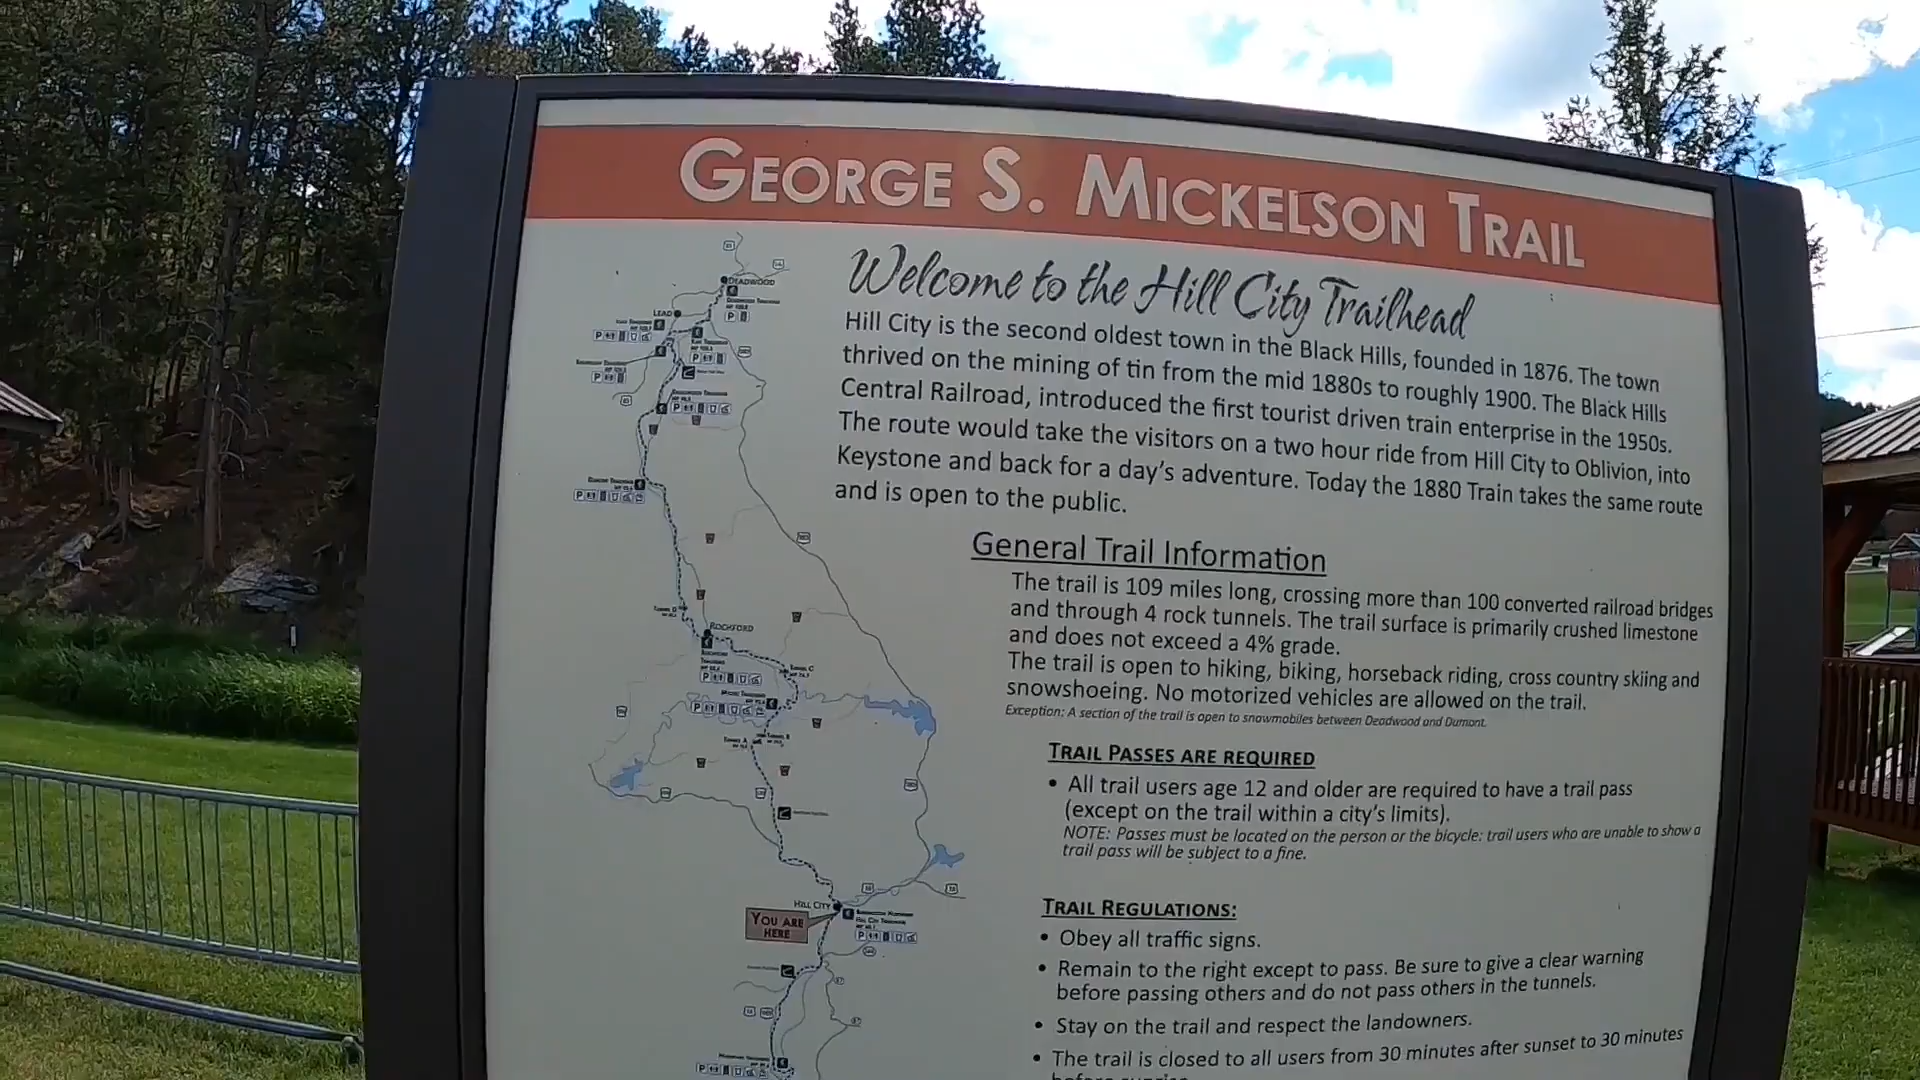 GEORGE S. MICKELSON TRAIL
Welcome to the Hill City Trailhead
Hill City is the second oldest town in the Black Hills, founded in 1876. The town
thrived on the mining of tin from the mid 1880s to roughly 1900. The Black Hills
Central Railroad, introduced the first tourist driven train enterprise in the 1950s.
The route would take the visitors on a two hour ride from Hill City to Oblivion, into
Keystone and back for a day's adventure. Today the 1880 Train takes the same route
and is open to the public.
General Trail Information
The trail is 109 miles long, crossing more than 100 converted railroad bridges
and through 4 rock tunnels. The trail surface is primarily crushed limestone
and does not exceed a 4% grade.
The trail is open to hiking, biking, horseback riding, cross country skiing and
snowshoeing. No motorized vehicles are allowed on the trail.
Exception: A section of the trail is open to snowmobiles between Deadwood and Dumont.
TRAIL PASSES ARE REQUIRED
• All trail users age 12 and older are required to have a trail pass
(except on the trail within a city's limits).
NOTE: Passes must be located on the person or the bicycle: trail users who are unable to show a
trail pass will be subject to a fine.
TRAIL REGULATIONS:
• Obey all traffic signs.
• Remain to the right except to pass. Be sure to give a clear warning
before passing others and do not pass others in the tunnels.
• Stay on the trail and respect the landowners.
• The trail is closed to all users from 30 minutes after sunset to 30 minutes
DEADWOOD
LEAD
ROCHFORD
HILL CITY
YOU ARE
HERE